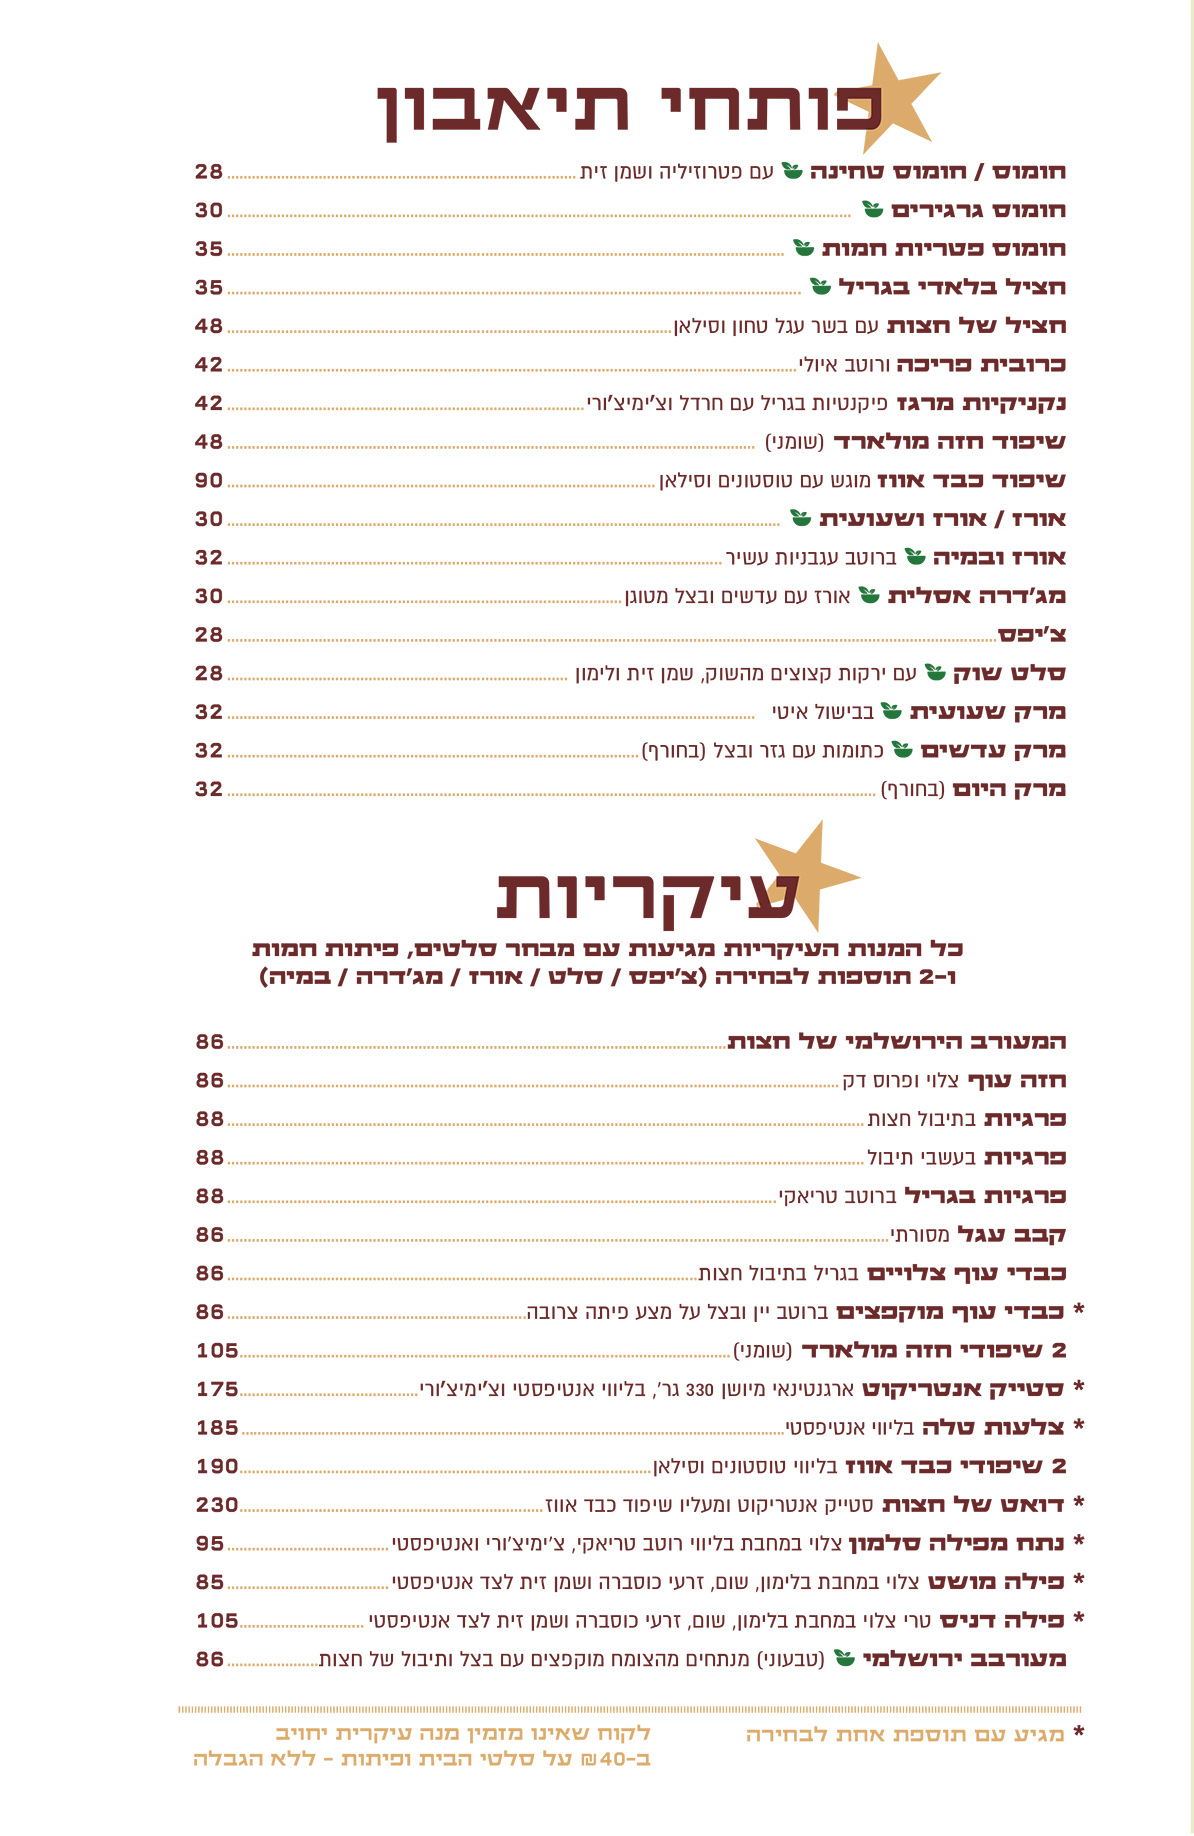 פותחי תיאבון
חומוס / חומוס טחינה עם פטרוזיליה ושמן זית 28
חומוס גרגירים 30
חומוס פטריות חמות 35
חציל בלאדי בגריל 35
חציל של חצות עם בשר עגל טחון וסילאן 48
כרובית פריכה ורוטב איולי 42
נקניקיות מרגז פיקנטיות בגריל עם חרדל וצ'ימיצ'ורי 42
שיפוד חזה מולארד (שומני) 48
שיפוד כבד אווז מוגש עם טוסטונים וסילאן 90
אורז / אורז ושעועית 30
אורז ובמיה ברוטב עגבניות עשיר 32
מג'דרה אסלית אורז עם עדשים ובצל מטוגן 30
צ'יפס 28
סלט שוק עם ירקות קצוצים מהשוק, שמן זית ולימון 28
מרק שעועית בבישול איטי 32
מרק עדשים כתומות עם גזר ובצל (בחורף) 32
מרק היום (בחורף) 32
עיקריות
כל המנות העיקריות מגיעות עם מבחר סלטים, פיתות חמות
ו-2 תוספות לבחירה (צ'יפס / סלט / אורז / מג'דרה / במיה)
המעורב הירושלמי של חצות 86
חזה עוף צלוי ופרוס דק 86
פרגיות בתיבול חצות 88
פרגיות בעשבי תיבול 88
פרגיות בגריל ברוטב טריאקי 88
קבב עגל מסורתי 86
כבדי עוף צלויים בגריל בתיבול חצות 86
* כבדי עוף מוקפצים ברוטב יין ובצל על מצע פיתה צרובה 86
2 שיפודי חזה מולארד (שומני) 105
* סטייק אנטריקוט ארגנטינאי מיושן 330 גר', בליווי אנטיפסטי וצ'ימיצ'ורי 175
* צלעות טלה בליווי אנטיפסטי 185
2 שיפודי כבד אווז בליווי טוסטונים וסילאן 190
* דואט של חצות סטייק אנטריקוט ומעליו שיפוד כבד אווז 230
* נתח מפילה סלמון צלוי במחבת בליווי רוטב טריאקי, צ'ימיצ'ורי ואנטיפסטי 95
* פילה מושט צלוי במחבת בלימון, שום, זרעי כוסברה ושמן זית לצד אנטיפסטי 85
* פילה דניס טרי צלוי במחבת בלימון, שום, זרעי כוסברה ושמן זית לצד אנטיפסטי 105
מעורבב ירושלמי (טבעוני) מנתחים מהצומח מוקפצים עם בצל ותיבול של חצות 86
* מגיע עם תוספת אחת לבחירה
לקוח שאינו מזמין מנה עיקרית יחויב
ב-40₪ על סלטי הבית ופיתות - ללא הגבלה